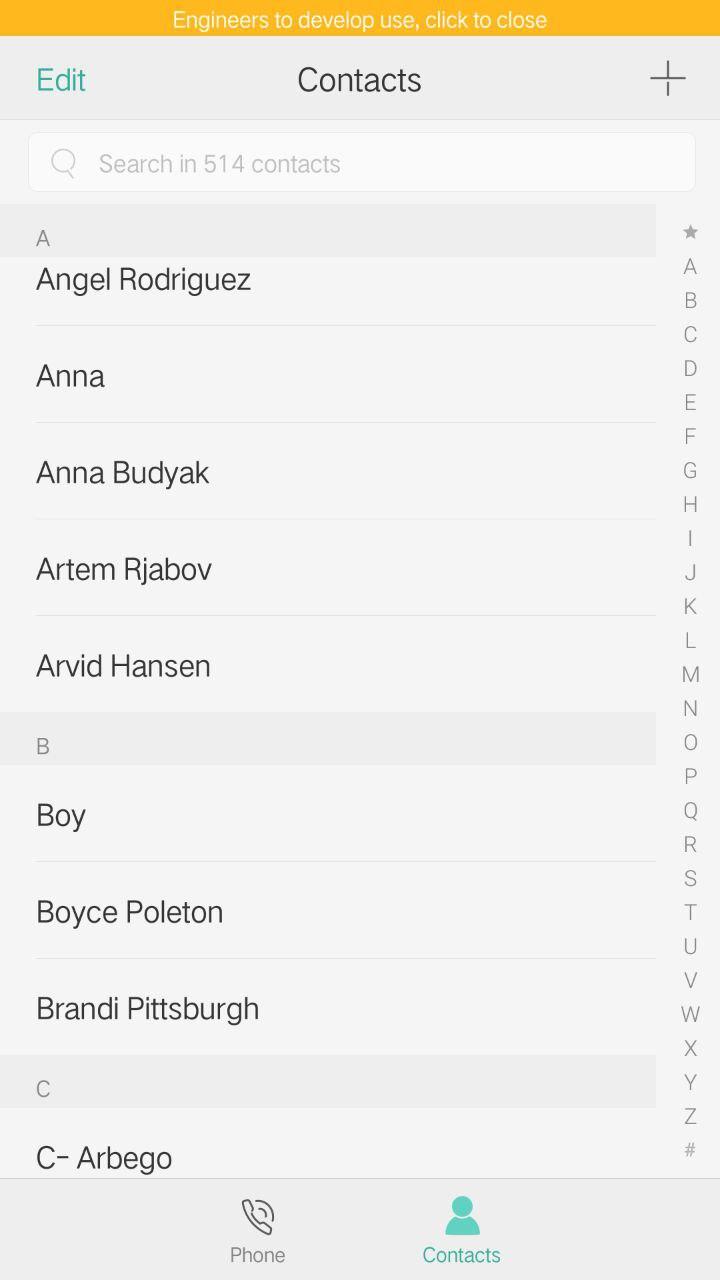 Engineers to develop use, click to close
Edit
Contacts
Search in 514 contacts
A
Angel Rodriguez
Anna
Anna Budyak
Artem Rjabov
Arvid Hansen
B
Boy
Boyce Poleton
Brandi Pittsburgh
C
C- Arbego
★
A
B
C
D
E
F
G
H
I
J
K
L
M
N
O
P
Q
R
S
T
U
V
W
X
Y
Z
#
Phone
Contacts